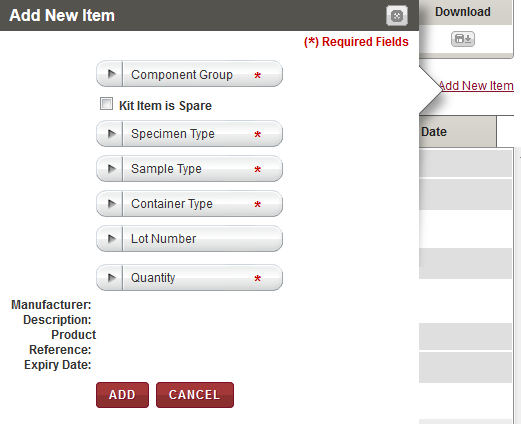 Add New Item
Download
(*) Required Fields
Component Group *
Add New Item
Kit Item is Spare
Specimen Type *
Date
Sample Type *
Container Type *
Lot Number
Quantity *
Manufacturer:
Description:
Product
Reference:
Expiry Date:
ADD CANCEL